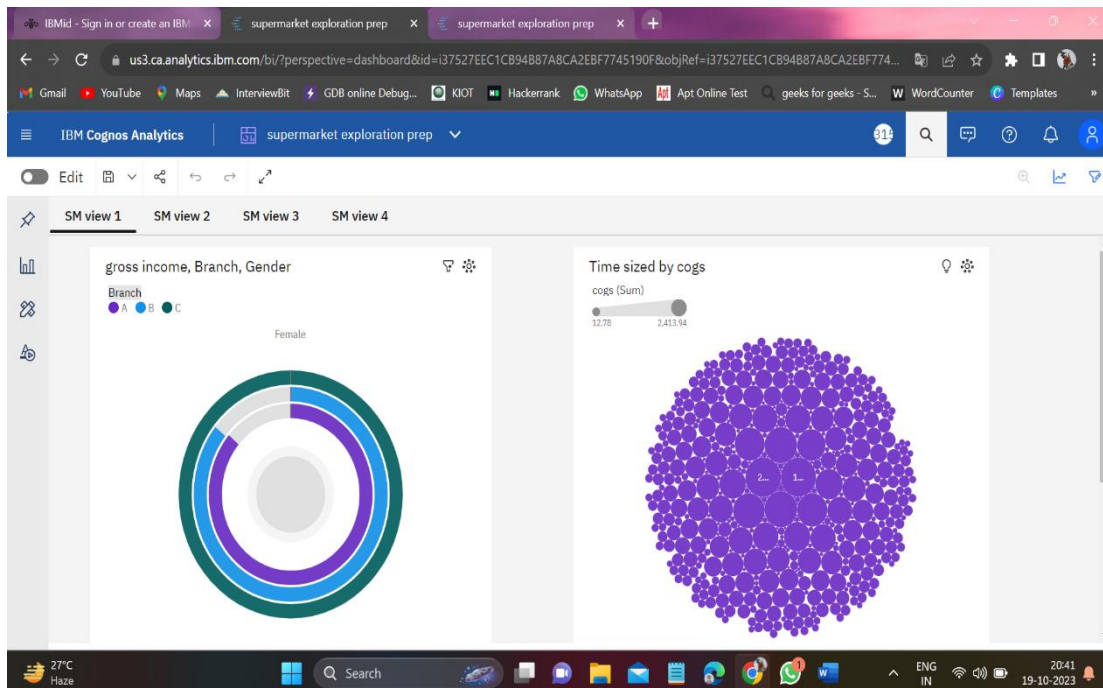 IBMid - Sign in or create an IBM
supermarket exploration prep
supermarket exploration prep
us3.ca.analytics.ibm.com/bi/?perspective=dashboard&id=i37527EEC1CB94B87A8CA2EBF7745190F&objRef=i37527EEC1CB94B87A8CA2EBF774...
Gmail YouTube Maps InterviewBit GDB online Debug... KIOT Hackerrank WhatsApp Apt Online Test geeks for geeks - S... WordCounter Templates »
IBM Cognos Analytics supermarket exploration prep
Edit
SM view 1 SM view 2 SM view 3 SM view 4
gross income, Branch, Gender
Branch
A B C
Female
Time sized by cogs
cogs (Sum)
12.78 2,413.94
2... 1...
27°C
Haze
Search
ENG
IN
20:41
19-10-2023